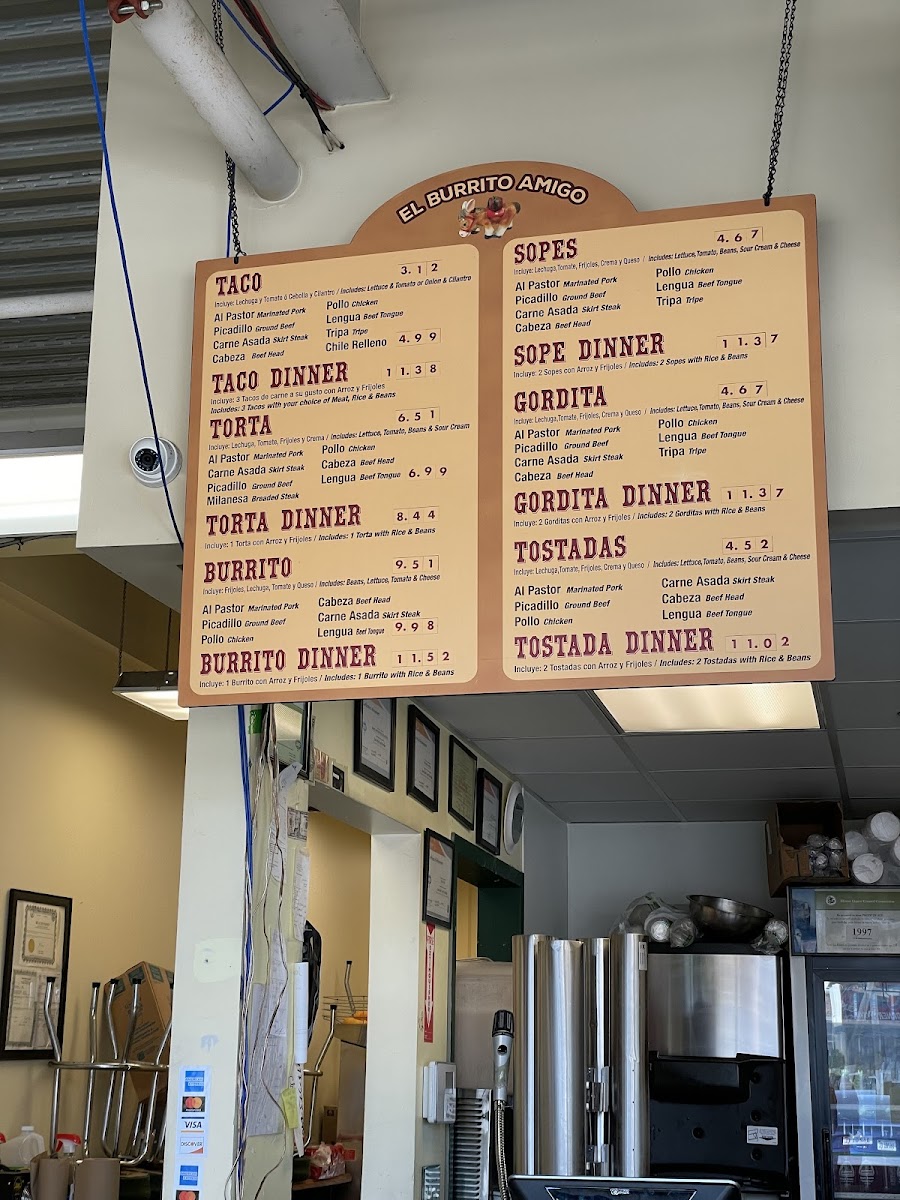 EL BURRITO AMIGO
TACO 3.12
Incluye: Lechuga y Tomate ó Cebolla y Cilantro / Includes: Lettuce & Tomato or Onion & Cilantro
Al Pastor Marinated Pork
Picadillo Ground Beef
Carne Asada Skirt Steak
Cabeza Beef Head
Pollo Chicken
Lengua Beef Tongue
Tripa Tripe
Chile Relleno 4.99
TACO DINNER 11.38
Incluye: 3 Tacos de carne a su gusto con Arroz y Frijoles
Includes: 3 Tacos with your choice of Meat, Rice & Beans
TORTA 6.51
Incluye: Lechuga, Tomate, Frijoles y Crema / Includes: Lettuce, Tomato, Beans & Sour Cream
Al Pastor Marinated Pork
Carne Asada Skirt Steak
Picadillo Ground Beef
Milanesa Breaded Steak
Pollo Chicken
Cabeza Beef Head
Lengua Beef Tongue 6.99
TORTA DINNER 8.44
Incluye: 1 Torta con Arroz y Frijoles / Includes: 1 Torta with Rice & Beans
BURRITO 9.51
Incluye: Frijoles, Lechuga, Tomate y Queso / Includes: Beans, Lettuce, Tomato & Cheese
Al Pastor Marinated Pork
Picadillo Ground Beef
Pollo Chicken
Cabeza Beef Head
Carne Asada Skirt Steak
Lengua Beef Tongue 9.98
BURRITO DINNER 11.52
Incluye: 1 Burrito con Arroz y Frijoles / Includes: 1 Burrito with Rice & Beans
SOPES 4.67
Incluye: Lechuga, Tomate, Frijoles, Crema y Queso / Includes: Lettuce, Tomato, Beans, Sour Cream & Cheese
Al Pastor Marinated Pork
Picadillo Ground Beef
Carne Asada Skirt Steak
Cabeza Beef Head
Pollo Chicken
Lengua Beef Tongue
Tripa Tripe
SOPE DINNER 11.37
Incluye: 2 Sopes con Arroz y Frijoles / Includes: 2 Sopes with Rice & Beans
GORDITA 4.67
Incluye: Lechuga, Tomate, Frijoles, Crema y Queso / Includes: Lettuce, Tomato, Beans, Sour Cream & Cheese
Al Pastor Marinated Pork
Picadillo Ground Beef
Carne Asada Skirt Steak
Cabeza Beef Head
Pollo Chicken
Lengua Beef Tongue
Tripa Tripe
GORDITA DINNER 11.37
Incluye: 2 Gorditas con Arroz y Frijoles / Includes: 2 Gorditas with Rice & Beans
TOSTADAS 4.52
Incluye: Lechuga, Tomate, Frijoles, Crema y Queso / Includes: Lettuce, Tomato, Beans, Sour Cream & Cheese
Al Pastor Marinated Pork
Picadillo Ground Beef
Pollo Chicken
Carne Asada Skirt Steak
Cabeza Beef Head
Lengua Beef Tongue
TOSTADA DINNER 11.02
Incluye: 2 Tostadas con Arroz y Frijoles / Includes: 2 Tostadas with Rice & Beans
1997
VISA
DISCOVER